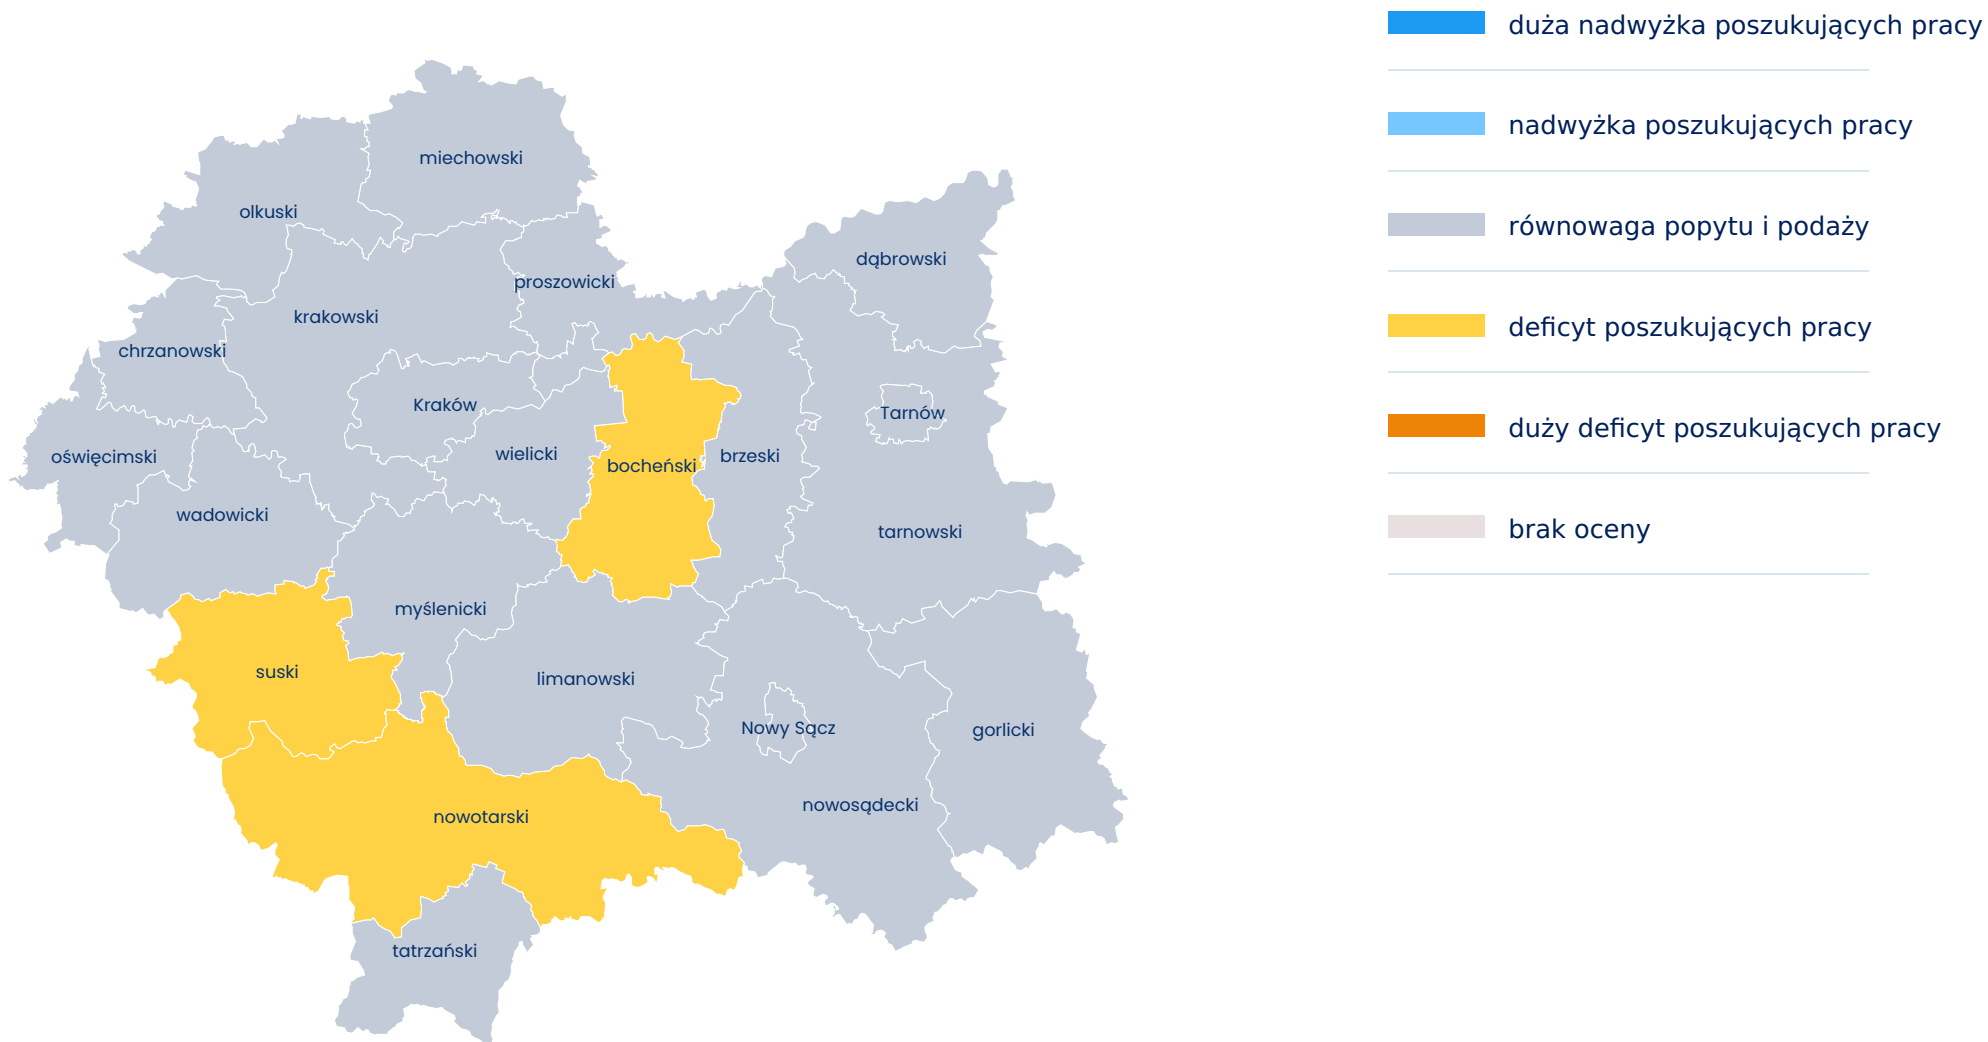 miechowski
olkuski
dąbrowski
proszowicki
krakowski
chrzanowski
Kraków
Tarnów
oświęcimski
wielicki
bocheński
brzeski
wadowicki
tarnowski
myślenicki
suski
limanowski
Nowy Sącz
gorlicki
nowosądecki
nowotarski
tatrzański
duża nadwyżka poszukujących pracy
nadwyżka poszukujących pracy
równowaga popytu i podaży
deficyt poszukujących pracy
duży deficyt poszukujących pracy
brak oceny